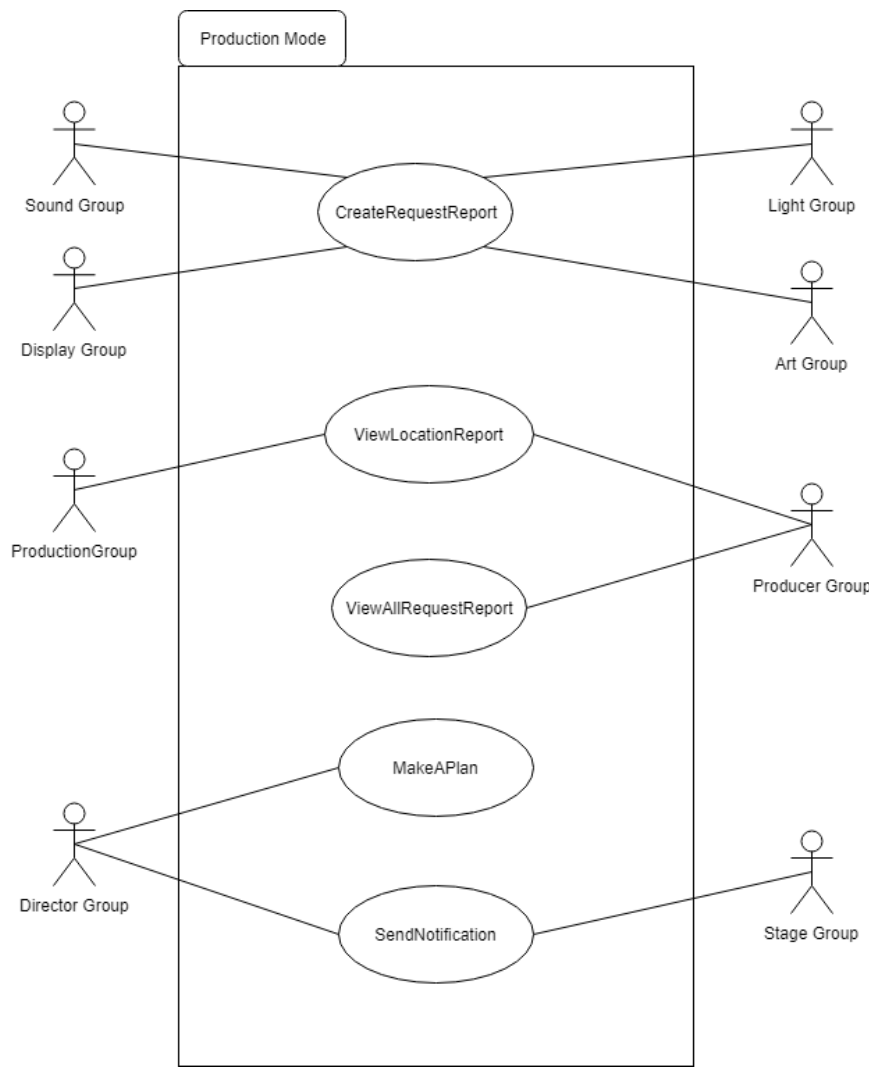 Production Mode
Sound Group
CreateRequestReport
Light Group
Display Group
Art Group
ViewLocationReport
ProductionGroup
Producer Group
ViewAllRequestReport
MakeAPlan
Director Group
SendNotification
Stage Group